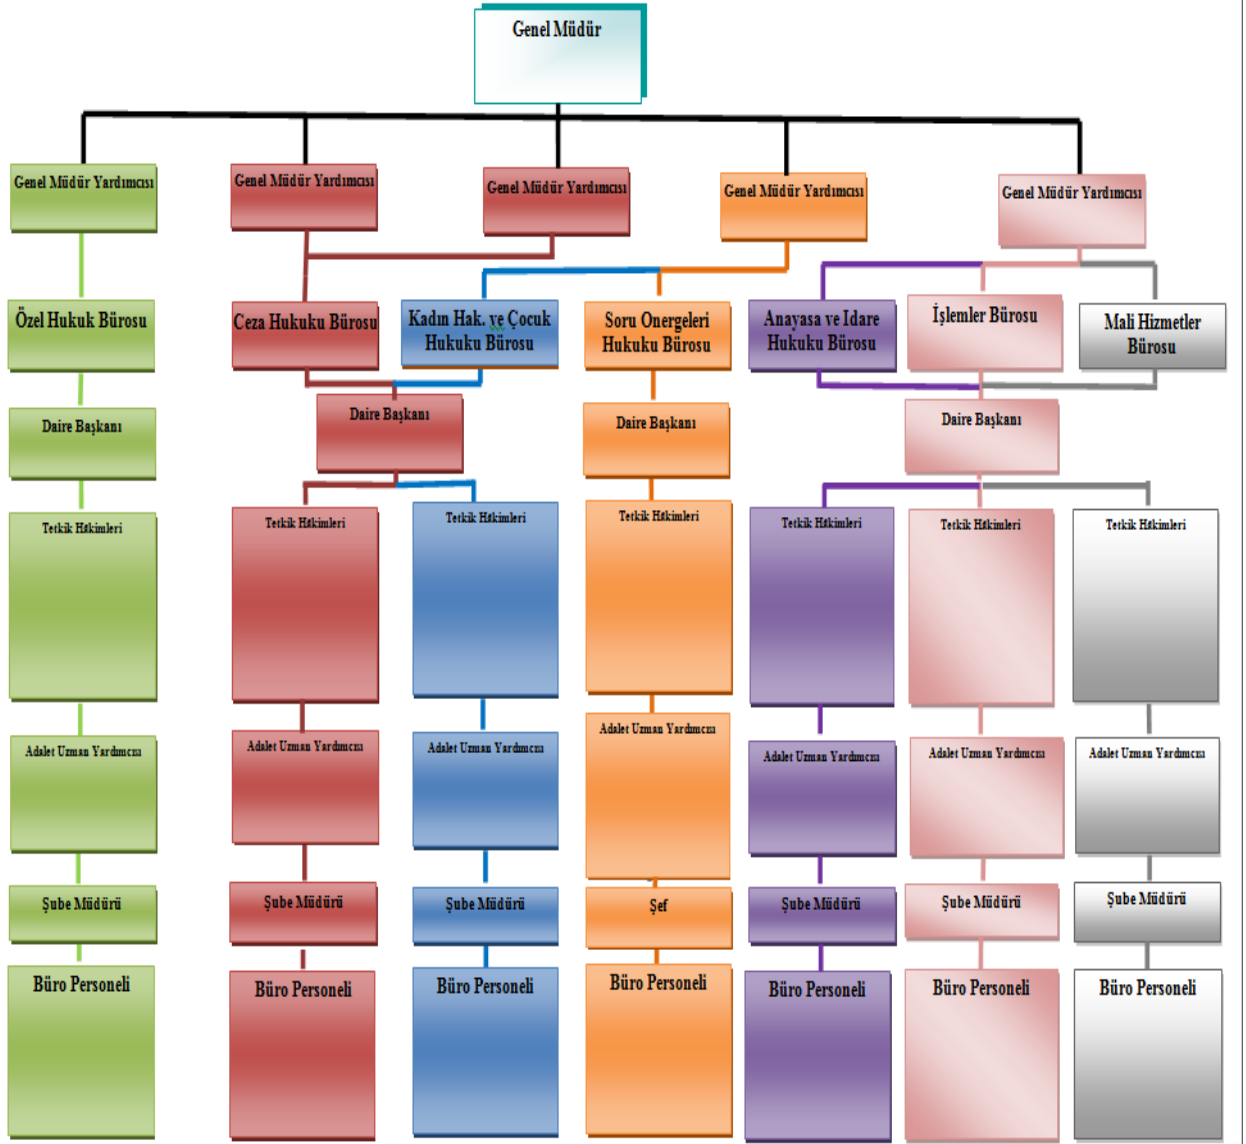 Genel Müdür
Genel Müdür Yardımcısı
Genel Müdür Yardımcısı
Genel Müdür Yardımcısı
Genel Müdür Yardımcısı
Genel Müdür Yardımcısı
Özel Hukuk Bürosu
Ceza Hukuku Bürosu
Kadın Hak. ve Çocuk
Hukuku Bürosu
Soru Onergeleri
Hukuku Bürosu
Anayasa ve Idare
Hukuku Bürosu
İşlemler Bürosu
Mali Hizmetler
Bürosu
Daire Başkanı
Daire Başkanı
Daire Başkanı
Daire Başkanı
Tetkik Hâkimleri
Tetkik Hâkimleri
Tetkik Hâkimleri
Tetkik Hâkimleri
Tetkik Hâkimleri
Tetkik Hâkimleri
Tetkik Hâkimleri
Adalet Uzman Yardımcısı
Adalet Uzman Yardımcısı
Adalet Uzman Yardımcısı
Adalet Uzman Yardımcısı
Adalet Uzman Yardımcısı
Adalet Uzman Yardımcısı
Adalet Uzman Yardımcısı
Şube Müdürü
Şube Müdürü
Şube Müdürü
Şef
Şube Müdürü
Şube Müdürü
Şube Müdürü
Büro Personeli
Büro Personeli
Büro Personeli
Büro Personeli
Büro Personeli
Büro Personeli
Büro Personeli